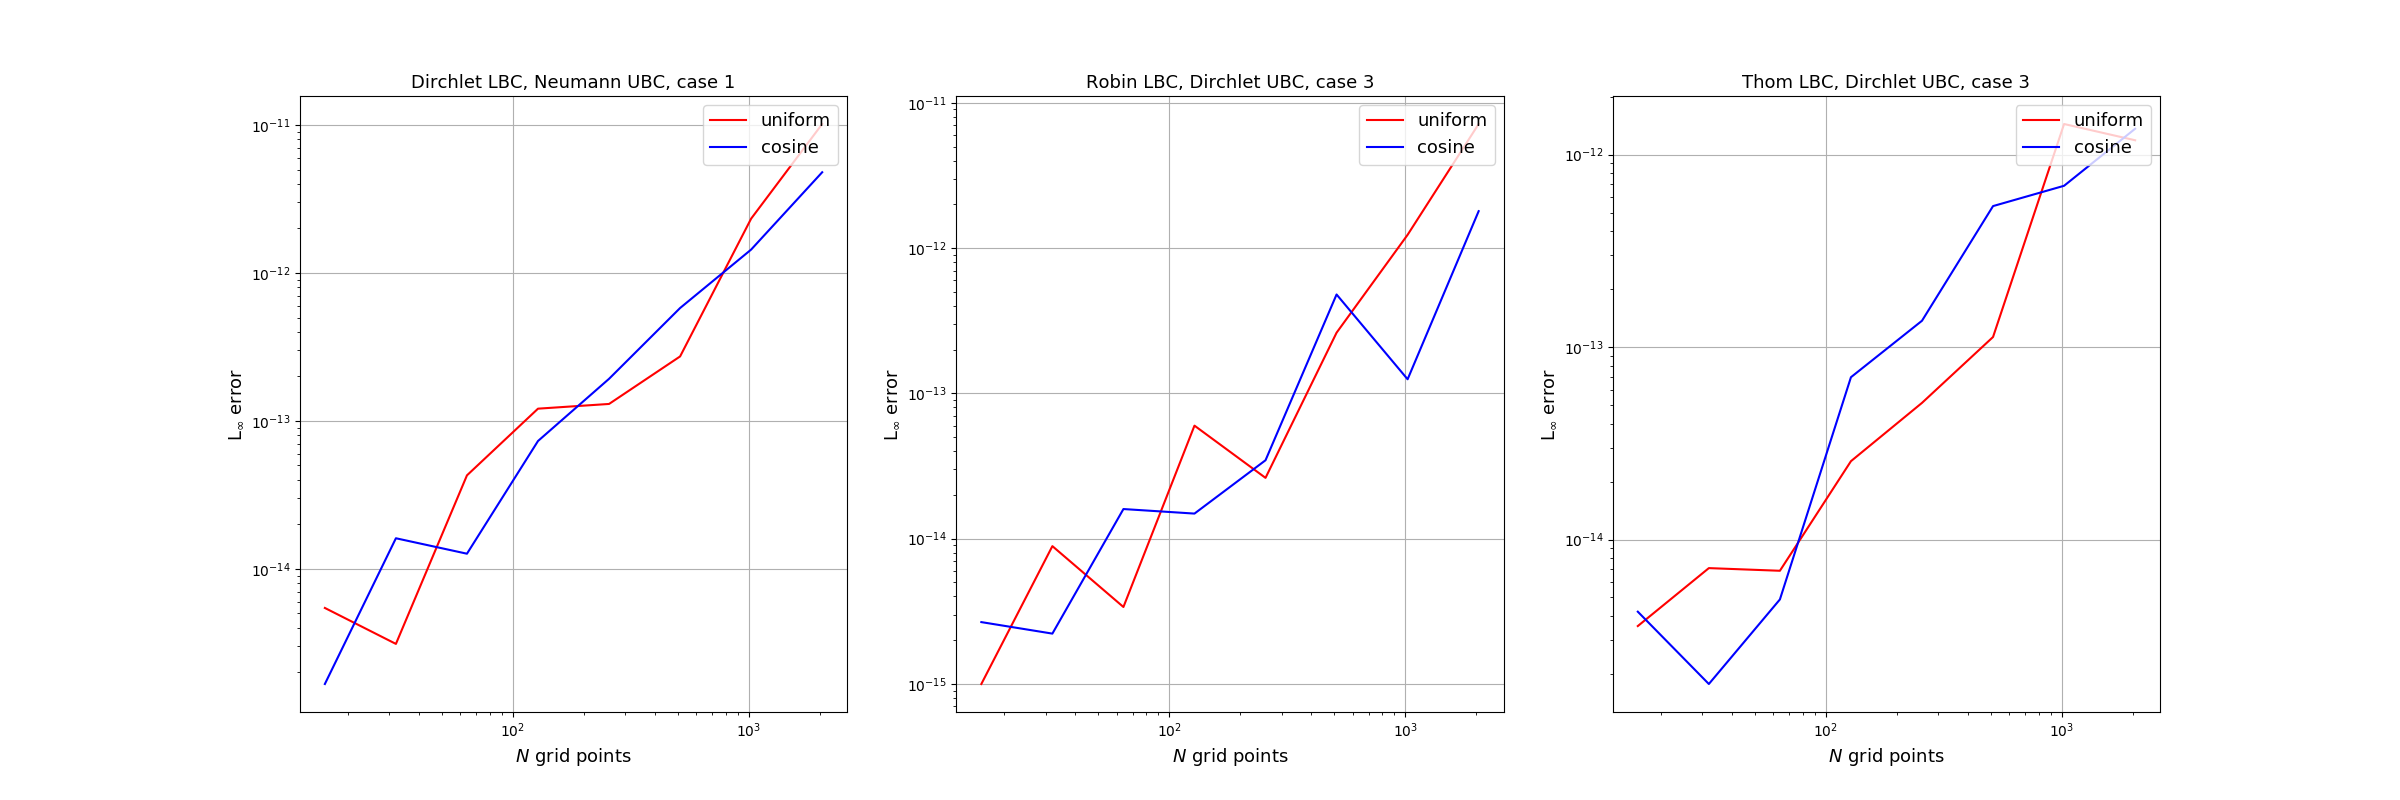 Dirchlet LBC, Neumann UBC, case 1
uniform
cosine
10⁻¹¹
10⁻¹²
10⁻¹³
10⁻¹⁴
L∞ error
10² 10³
N grid points
Robin LBC, Dirchlet UBC, case 3
uniform
cosine
10⁻¹¹
10⁻¹²
10⁻¹³
10⁻¹⁴
10⁻¹⁵
L∞ error
10² 10³
N grid points
Thom LBC, Dirchlet UBC, case 3
uniform
cosine
10⁻¹²
10⁻¹³
10⁻¹⁴
L∞ error
10² 10³
N grid points